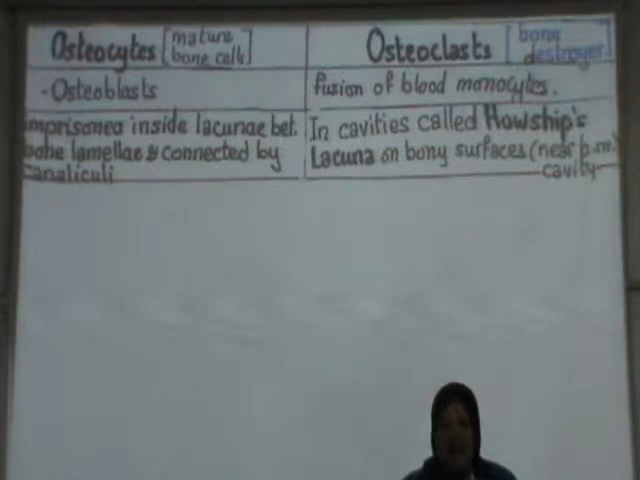 Osteocytes [mature bone cells]
Osteoclasts [bone destroyer]
- Osteoblasts
fusion of blood monocytes.
imprisoned inside lacunae bet.
bone lamellae & connected by
canaliculi
In cavities called Howship's
Lacuna on bony surfaces (near b.m.
cavity